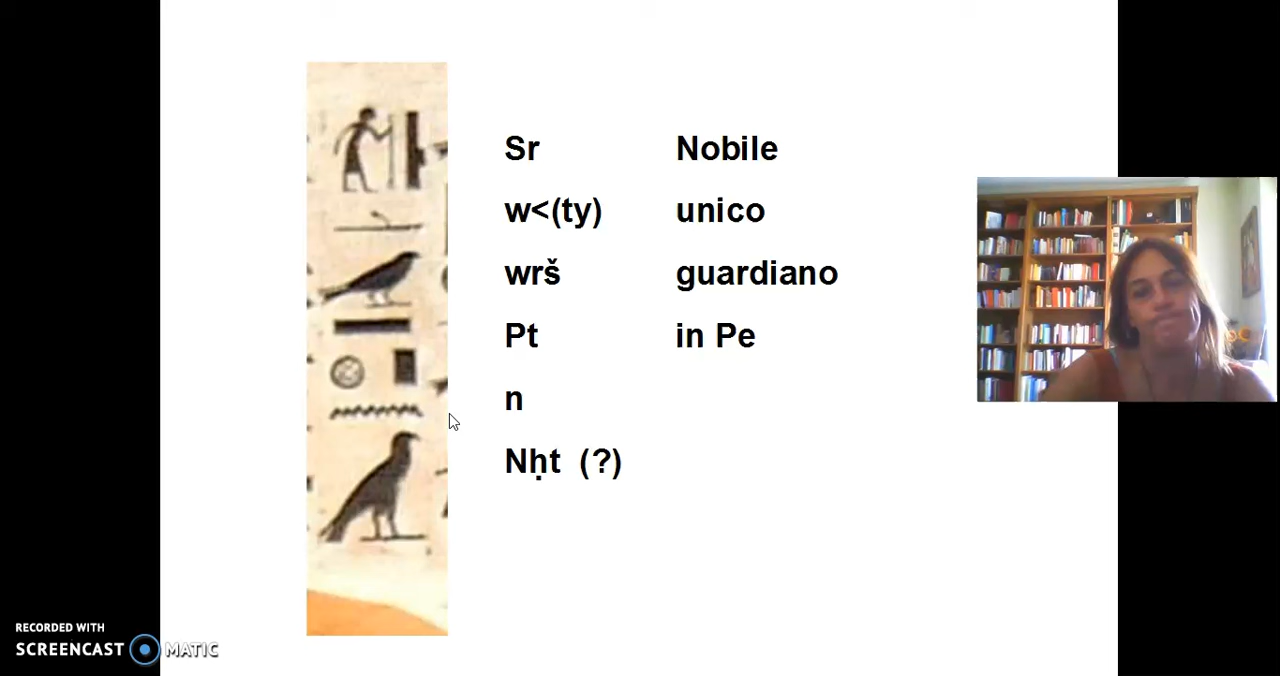 Sr Nobile
w<(ty) unico
wrš guardiano
Pt in Pe
n
Nḥt (?)
RECORDED WITH
SCREENCAST MATIC